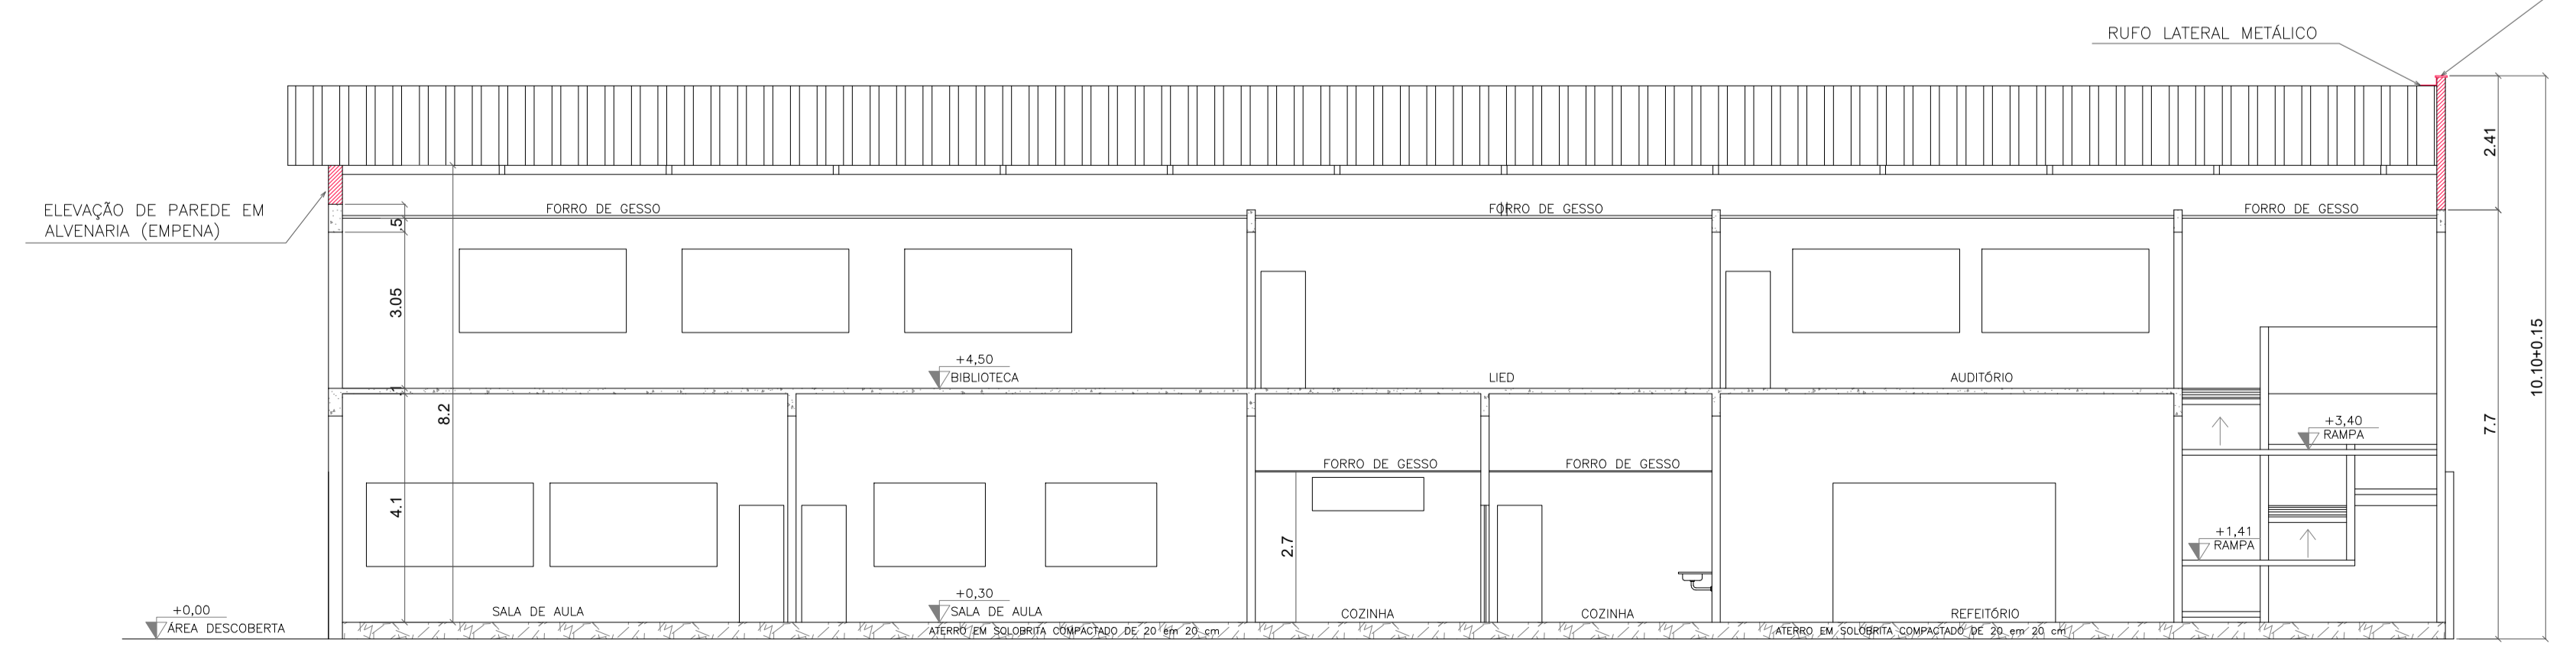 RUFO LATERAL METÁLICO
2.41
ELEVAÇÃO DE PAREDE EM
ALVENARIA (EMPENA)
FORRO DE GESSO
FORRO DE GESSO
FORRO DE GESSO
.5
3.05
10.10+0.15
+4,50
BIBLIOTECA
LIED
AUDITÓRIO
.1
8.2
7.7
+3,40
RAMPA
FORRO DE GESSO
FORRO DE GESSO
4.1
2.7
+1,41
RAMPA
+0,00
ÁREA DESCOBERTA
SALA DE AULA
+0,30
SALA DE AULA
COZINHA
COZINHA
REFEITÓRIO
ATERRO EM SOLOBRITA COMPACTADO DE 20 em 20 cm
ATERRO EM SOLOBRITA COMPACTADO DE 20 em 20 cm